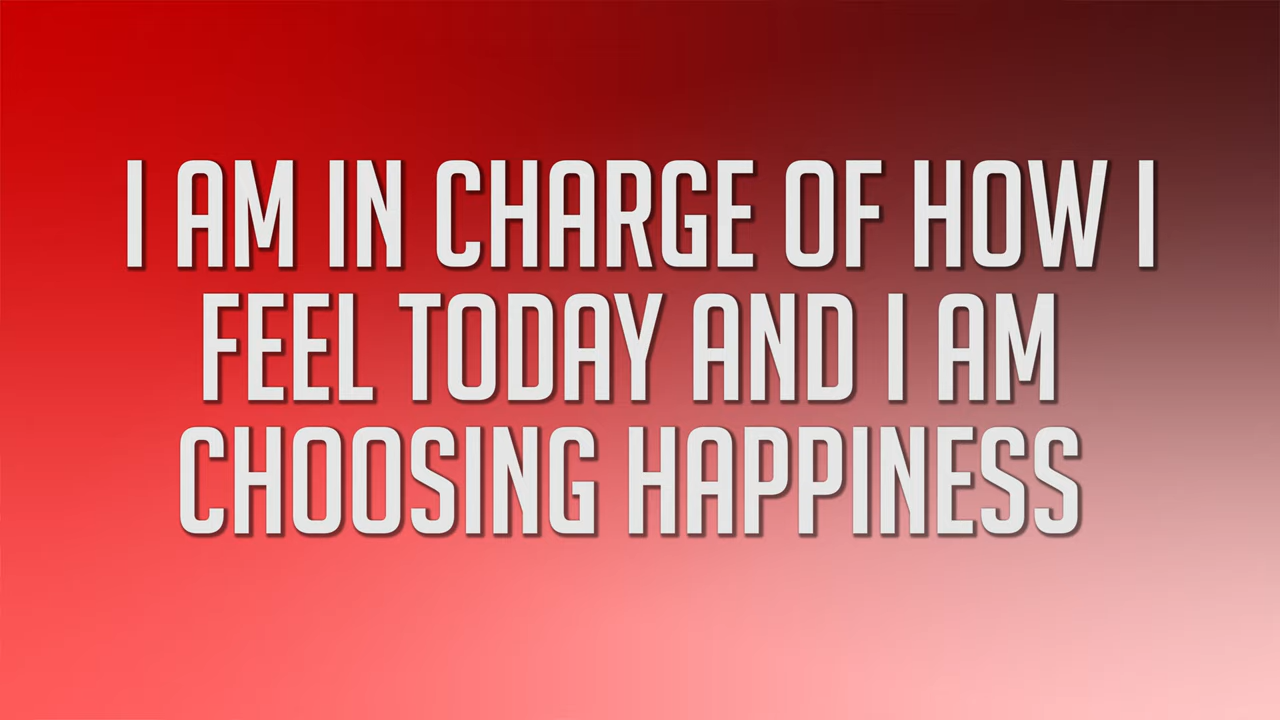 I AM IN CHARGE OF HOW I
FEEL TODAY AND I AM
CHOOSING HAPPINESS